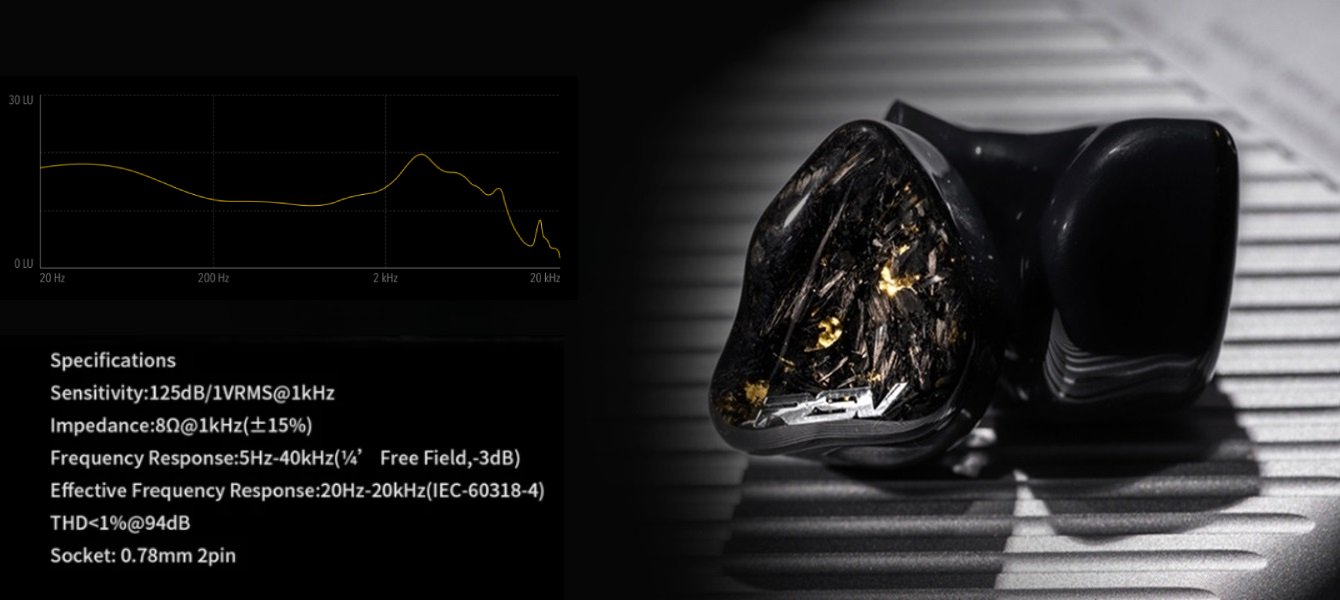 30 LU
0 LU
20 Hz 200 Hz 2 kHz 20 kHz
Specifications
Sensitivity:125dB/1VRMS@1kHz
Impedance:8Ω@1kHz(±15%)
Frequency Response:5Hz-40kHz(¼’ Free Field,-3dB)
Effective Frequency Response:20Hz-20kHz(IEC-60318-4)
THD<1%@94dB
Socket: 0.78mm 2pin